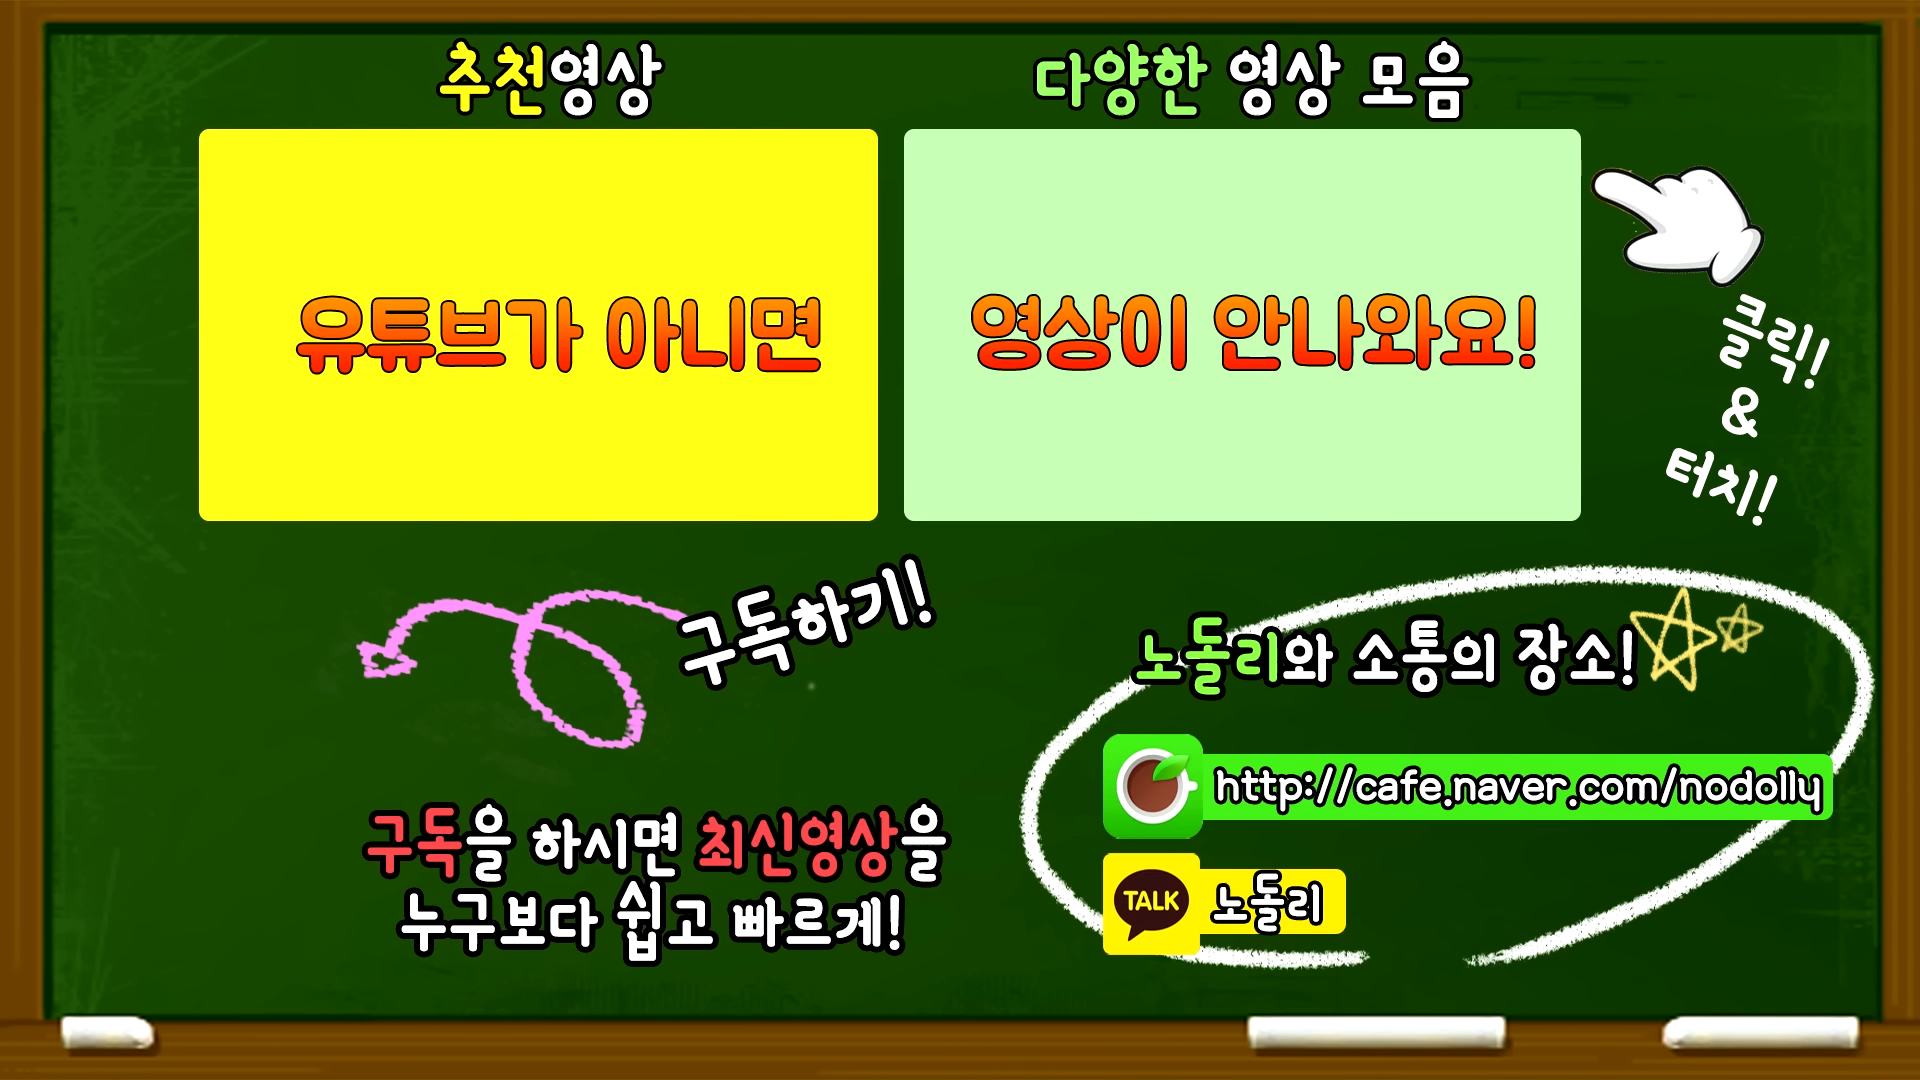 추천영상
다양한 영상 모음
유튜브가 아니면
영상이 안나와요!
클릭!
&
터치!
구독하기!
구독을 하시면 최신영상을
누구보다 쉽고 빠르게!
노돌리와 소통의 장소!
http://cafe.naver.com/nodolly
TALK
노돌리